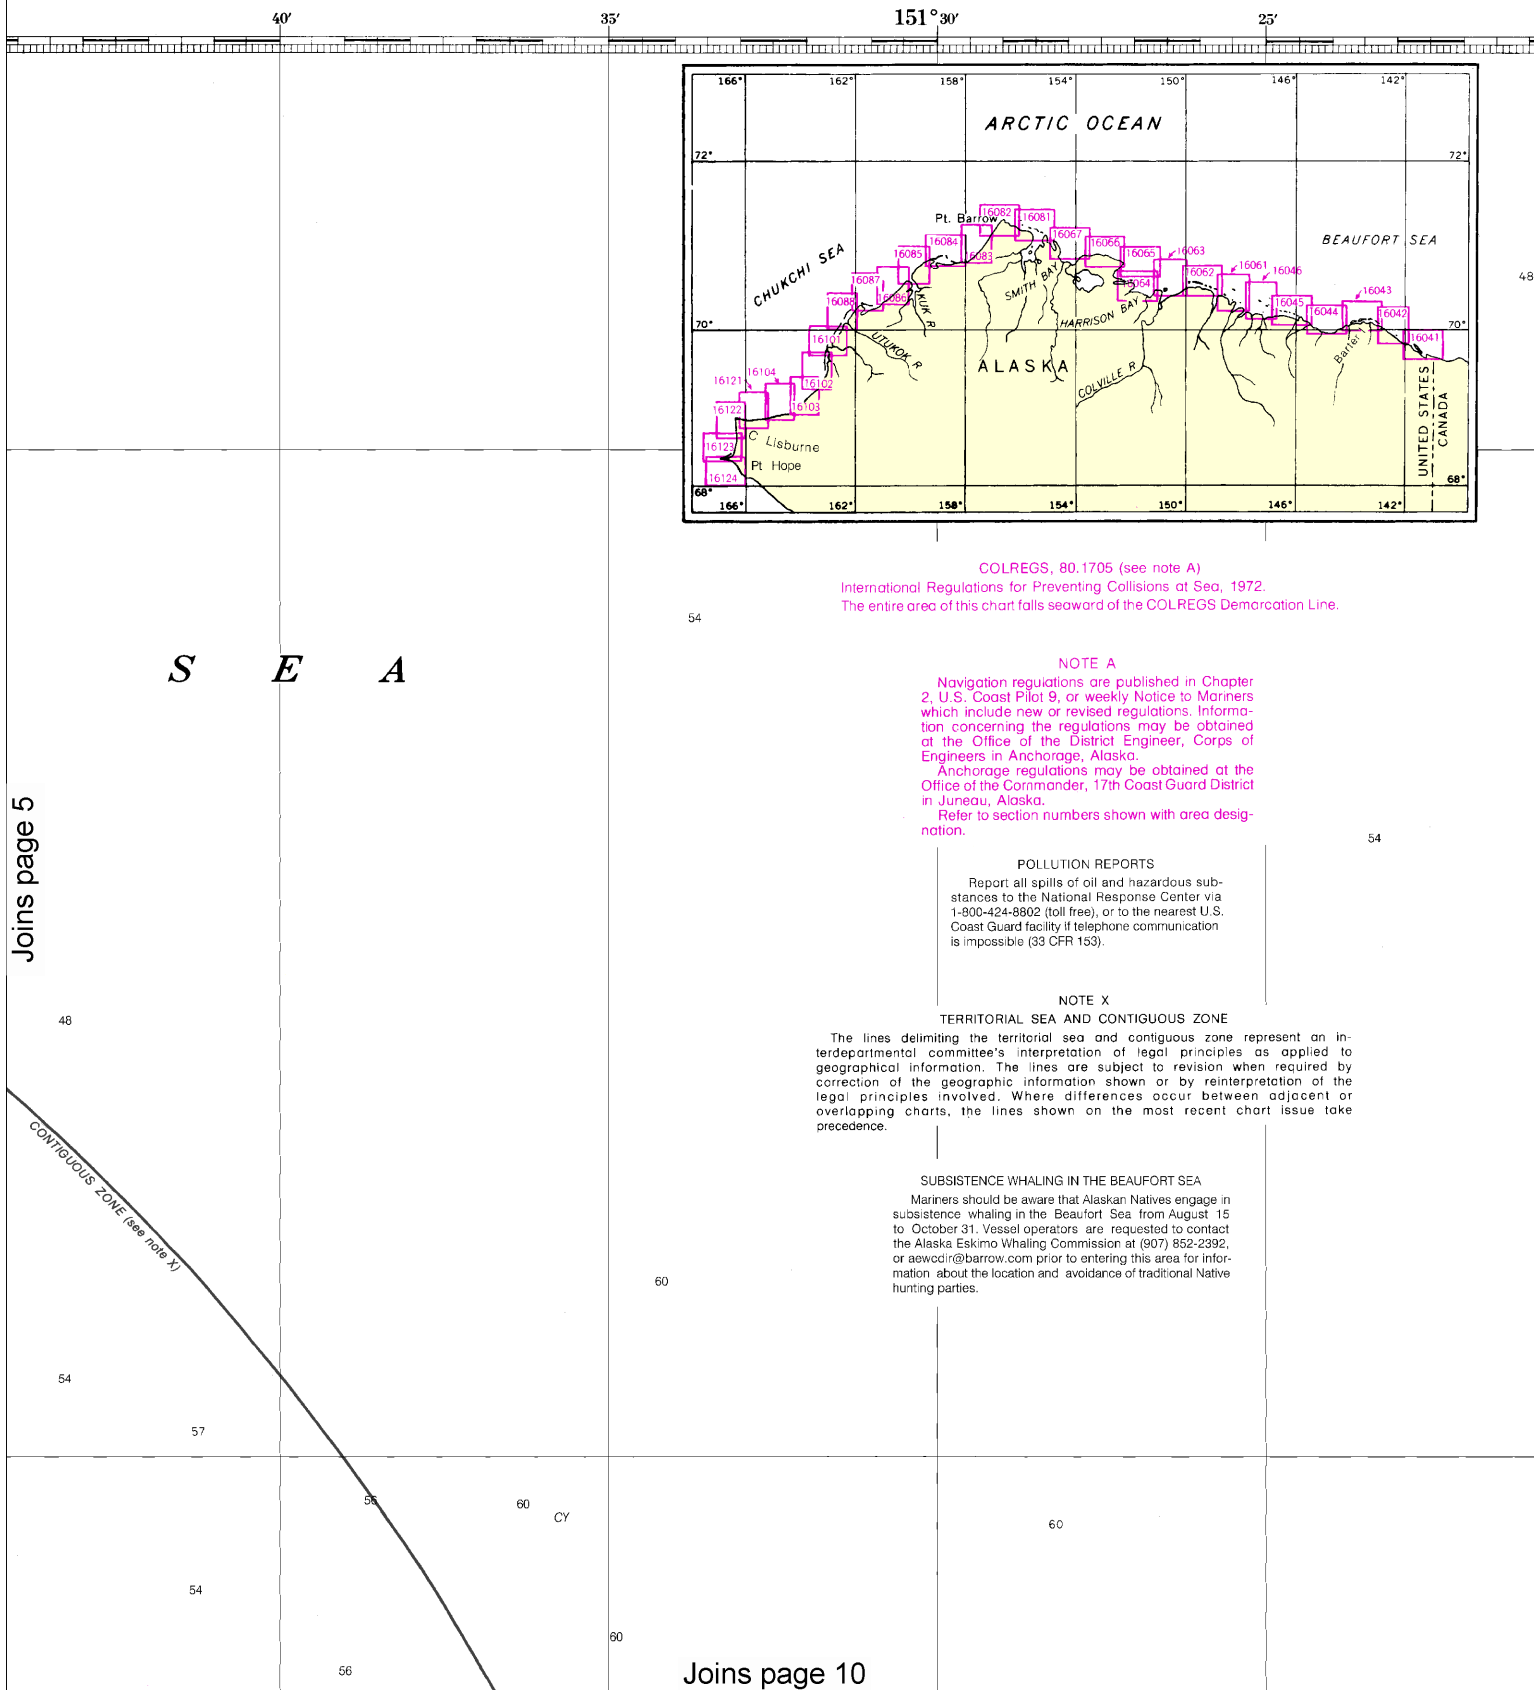 40′ 35′ 151°30′ 25′
166° 162° 158° 154° 150° 146° 142°
ARCTIC OCEAN
72° 72°
Pt. Barrow 16082 16081
16067
16066
16084 16083
16065 16063
BEAUFORT SEA
16085
16064
16062 16061 16046
CHUKCHI SEA
16087
16086
16088
SMITH BAY
16045
16043
16044
16042
KUK R
HARRISON BAY
70° 70°
16101
UTUKOK R
Barter I
16041
ALASKA
16121 16104
16102
COLVILLE R
16103
16122
C Lisburne
16123
Pt Hope
16124
UNITED STATES
CANADA
68° 68°
166° 162° 158° 154° 150° 146° 142°
48
COLREGS, 80.1705 (see note A)
International Regulations for Preventing Collisions at Sea, 1972.
The entire area of this chart falls seaward of the COLREGS Demarcation Line.
54
S E A
NOTE A
Navigation regulations are published in Chapter
2, U.S. Coast Pilot 9, or weekly Notice to Mariners
which include new or revised regulations. Informa-
tion concerning the regulations may be obtained
at the Office of the District Engineer, Corps of
Engineers in Anchorage, Alaska.
Anchorage regulations may be obtained at the
Office of the Commander, 17th Coast Guard District
in Juneau, Alaska.
Refer to section numbers shown with area desig-
nation.
54
Joins page 5
POLLUTION REPORTS
Report all spills of oil and hazardous sub-
stances to the National Response Center via
1-800-424-8802 (toll free), or to the nearest U.S.
Coast Guard facility if telephone communication
is impossible (33 CFR 153).
NOTE X
TERRITORIAL SEA AND CONTIGUOUS ZONE
The lines delimiting the territorial sea and contiguous zone represent an in-
terdepartmental committee's interpretation of legal principles as applied to
geographical information. The lines are subject to revision when required by
correction of the geographic information shown or by reinterpretation of the
legal principles involved. Where differences occur between adjacent or
overlapping charts, the lines shown on the most recent chart issue take
precedence.
48
CONTIGUOUS ZONE (see note X)
SUBSISTENCE WHALING IN THE BEAUFORT SEA
Mariners should be aware that Alaskan Natives engage in
subsistence whaling in the Beaufort Sea from August 15
to October 31. Vessel operators are requested to contact
the Alaska Eskimo Whaling Commission at (907) 852-2392,
or aewcdir@barrow.com prior to entering this area for infor-
mation about the location and avoidance of traditional Native
hunting parties.
60
54
57
56
60
CY
60
54
60
56
Joins page 10